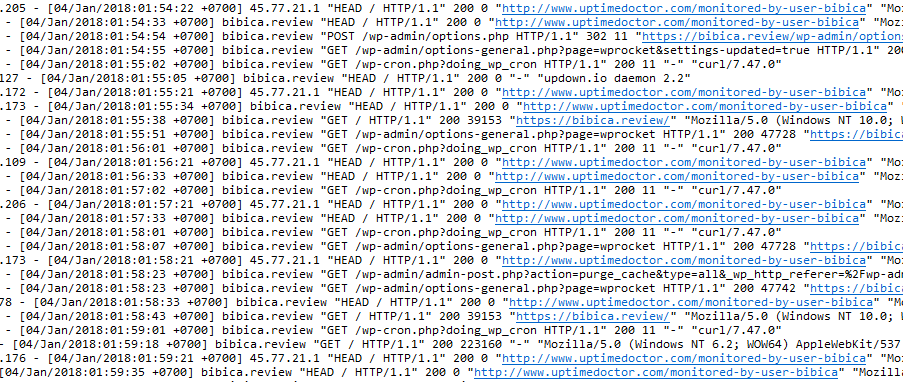 .205 - [04/Jan/2018:01:54:22 +0700] 45.77.21.1 "HEAD / HTTP/1.1" 200 0 "http://www.uptimedoctor.com/monitored-by-user-bibica" "Mo
- [04/Jan/2018:01:54:33 +0700] bibica.review "HEAD / HTTP/1.1" 200 0 "http://www.uptimedoctor.com/monitored-by-user-bibica" "Mozi
- [04/Jan/2018:01:54:54 +0700] bibica.review "POST /wp-admin/options.php HTTP/1.1" 302 11 "https://bibica.review/wp-admin/options
- [04/Jan/2018:01:54:55 +0700] bibica.review "GET /wp-admin/options-general.php?page=wprocket&settings-updated=true HTTP/1.1" 200
- [04/Jan/2018:01:55:02 +0700] bibica.review "GET /wp-cron.php?doing_wp_cron HTTP/1.1" 200 11 "-" "curl/7.47.0"
127 - [04/Jan/2018:01:55:05 +0700] bibica.review "HEAD / HTTP/1.1" 200 0 "-" "updown.io daemon 2.2"
.172 - [04/Jan/2018:01:55:21 +0700] 45.77.21.1 "HEAD / HTTP/1.1" 200 0 "http://www.uptimedoctor.com/monitored-by-user-bibica" "Mo
.173 - [04/Jan/2018:01:55:34 +0700] bibica.review "HEAD / HTTP/1.1" 200 0 "http://www.uptimedoctor.com/monitored-by-user-bibica"
- [04/Jan/2018:01:55:38 +0700] bibica.review "GET / HTTP/1.1" 200 39153 "https://bibica.review/" "Mozilla/5.0 (Windows NT 10.0; W
- [04/Jan/2018:01:55:51 +0700] bibica.review "GET /wp-admin/options-general.php?page=wprocket HTTP/1.1" 200 47728 "https://bibica
- [04/Jan/2018:01:56:01 +0700] bibica.review "GET /wp-cron.php?doing_wp_cron HTTP/1.1" 200 11 "-" "curl/7.47.0"
.109 - [04/Jan/2018:01:56:21 +0700] 45.77.21.1 "HEAD / HTTP/1.1" 200 0 "http://www.uptimedoctor.com/monitored-by-user-bibica" "Mo
- [04/Jan/2018:01:56:33 +0700] bibica.review "HEAD / HTTP/1.1" 200 0 "http://www.uptimedoctor.com/monitored-by-user-bibica" "Mozi
- [04/Jan/2018:01:57:02 +0700] bibica.review "GET /wp-cron.php?doing_wp_cron HTTP/1.1" 200 11 "-" "curl/7.47.0"
.206 - [04/Jan/2018:01:57:21 +0700] 45.77.21.1 "HEAD / HTTP/1.1" 200 0 "http://www.uptimedoctor.com/monitored-by-user-bibica" "Mo
- [04/Jan/2018:01:57:33 +0700] bibica.review "HEAD / HTTP/1.1" 200 0 "http://www.uptimedoctor.com/monitored-by-user-bibica" "Mozi
- [04/Jan/2018:01:58:01 +0700] bibica.review "GET /wp-cron.php?doing_wp_cron HTTP/1.1" 200 11 "-" "curl/7.47.0"
- [04/Jan/2018:01:58:07 +0700] bibica.review "GET /wp-admin/options-general.php?page=wprocket HTTP/1.1" 200 47728 "https://bibica
.173 - [04/Jan/2018:01:58:21 +0700] 45.77.21.1 "HEAD / HTTP/1.1" 200 0 "http://www.uptimedoctor.com/monitored-by-user-bibica" "Mo
- [04/Jan/2018:01:58:23 +0700] bibica.review "GET /wp-admin/admin-post.php?action=purge_cache&type=all&_wp_http_referer=%2Fwp-adm
- [04/Jan/2018:01:58:23 +0700] bibica.review "GET /wp-admin/options-general.php?page=wprocket HTTP/1.1" 200 47742 "https://bibica
78 - [04/Jan/2018:01:58:33 +0700] bibica.review "HEAD / HTTP/1.1" 200 0 "http://www.uptimedoctor.com/monitored-by-user-bibica" "Mo
- [04/Jan/2018:01:58:43 +0700] bibica.review "GET / HTTP/1.1" 200 39153 "https://bibica.review/" "Mozilla/5.0 (Windows NT 10.0; W
- [04/Jan/2018:01:59:01 +0700] bibica.review "GET /wp-cron.php?doing_wp_cron HTTP/1.1" 200 11 "-" "curl/7.47.0"
- [04/Jan/2018:01:59:18 +0700] bibica.review "GET / HTTP/1.1" 200 223160 "-" "Mozilla/5.0 (Windows NT 6.2; WOW64) AppleWebKit/537
.176 - [04/Jan/2018:01:59:21 +0700] 45.77.21.1 "HEAD / HTTP/1.1" 200 0 "http://www.uptimedoctor.com/monitored-by-user-bibica" "Mo
[04/Jan/2018:01:59:35 +0700] bibica.review "HEAD / HTTP/1.1" 200 0 "http://www.uptimedoctor.com/monitored-by-user-bibica" "Mozilla